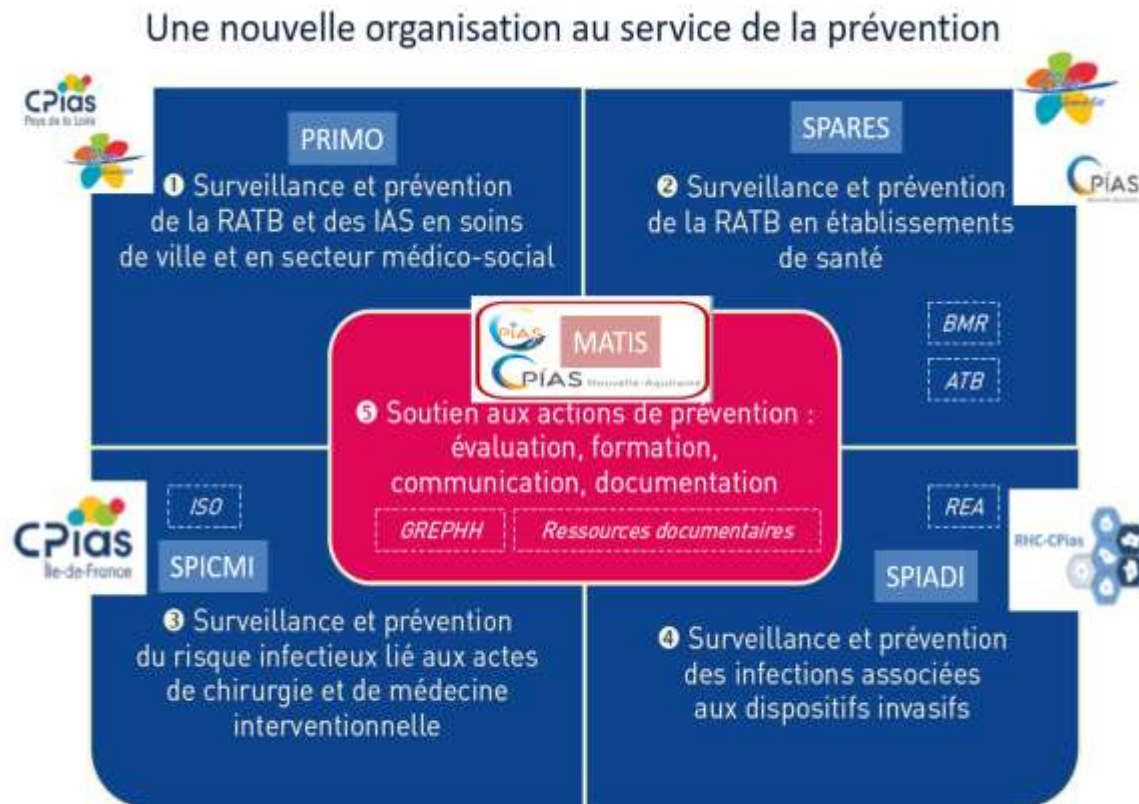 Une nouvelle organisation au service de la prévention
CPias
Pays de la Loire
PRIMO
❶ Surveillance et prévention
de la RATB et des IAS en soins
de ville et en secteur médico-social
SPARES
CPÍAS
❷ Surveillance et prévention
de la RATB en établissements
de santé
BMR
ATB
CPÍAS
MATIS
CPÍAS Nouvelle-Aquitaine
❺ Soutien aux actions de prévention :
évaluation, formation,
communication, documentation
GREPHH
Ressources documentaires
CPias
Île-de-France
ISO
SPICMI
❸ Surveillance et prévention
du risque infectieux lié aux actes
de chirurgie et de médecine
interventionnelle
REA
RHC-CPias
SPIADI
❹ Surveillance et prévention
des infections associées
aux dispositifs invasifs